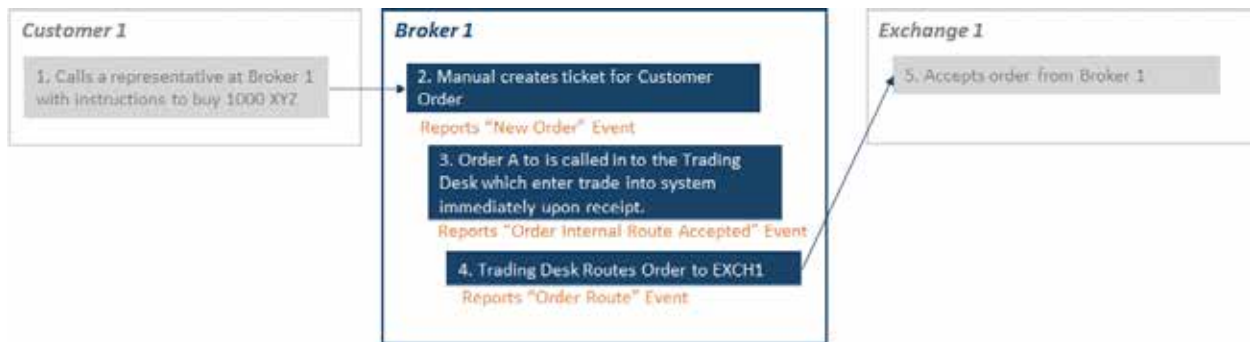 Customer 1
1. Calls a representative at Broker 1
with instructions to buy 1000 XYZ
Broker 1
2. Manual creates ticket for Customer
Order
Reports "New Order" Event
3. Order A to is called in to the Trading
Desk which enter trade into system
immediately upon receipt.
Reports "Order Internal Route Accepted" Event
4. Trading Desk Routes Order to EXCH1
Reports "Order Route" Event
Exchange 1
5. Accepts order from Broker 1